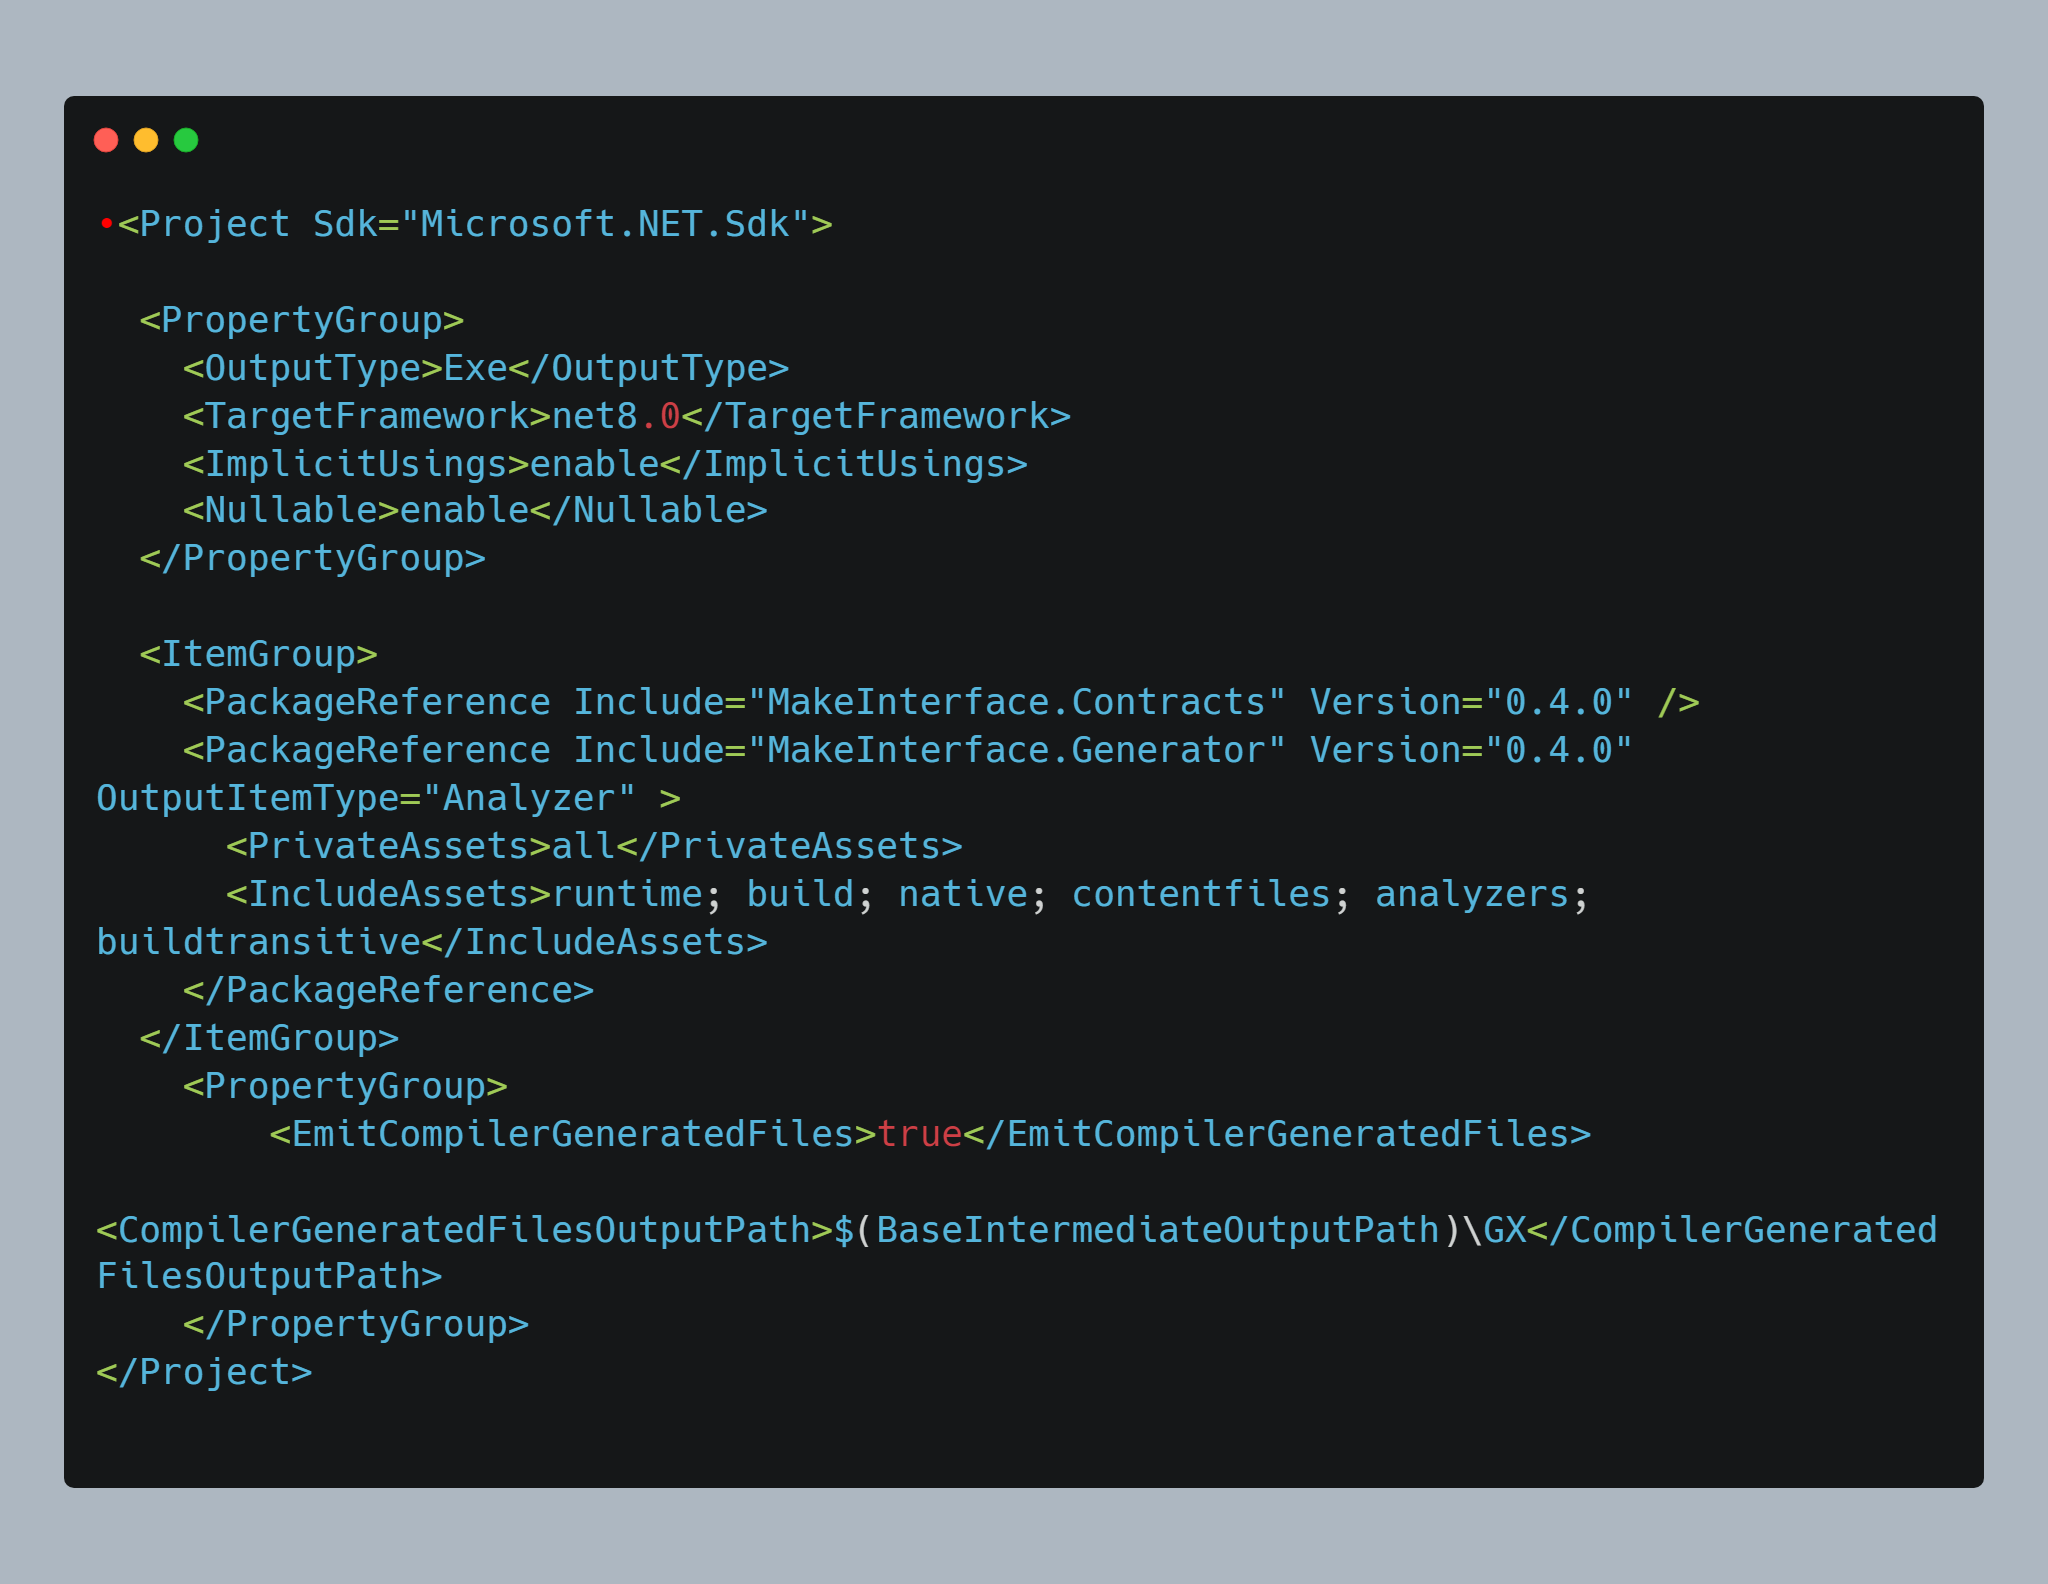 •<Project Sdk="Microsoft.NET.Sdk">

  <PropertyGroup>
    <OutputType>Exe</OutputType>
    <TargetFramework>net8.0</TargetFramework>
    <ImplicitUsings>enable</ImplicitUsings>
    <Nullable>enable</Nullable>
  </PropertyGroup>

  <ItemGroup>
    <PackageReference Include="MakeInterface.Contracts" Version="0.4.0" />
    <PackageReference Include="MakeInterface.Generator" Version="0.4.0"
OutputItemType="Analyzer" >
      <PrivateAssets>all</PrivateAssets>
      <IncludeAssets>runtime; build; native; contentfiles; analyzers;
buildtransitive</IncludeAssets>
    </PackageReference>
  </ItemGroup>
    <PropertyGroup>
        <EmitCompilerGeneratedFiles>true</EmitCompilerGeneratedFiles>

<CompilerGeneratedFilesOutputPath>$(BaseIntermediateOutputPath)\GX</CompilerGenerated
FilesOutputPath>
    </PropertyGroup>
</Project>